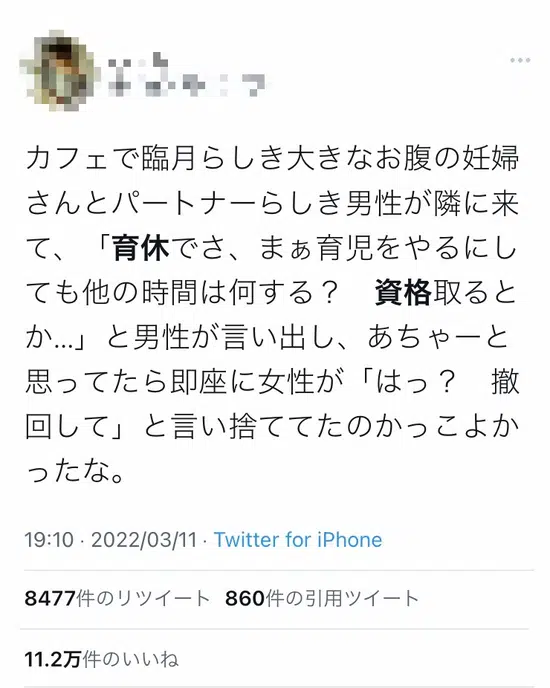 カフェで臨月らしき大きなお腹の妊婦
さんとパートナーらしき男性が隣に来
て、「育休でさ、まぁ育児をやるにし
ても他の時間は何する？　資格取ると
か...」と男性が言い出し、あちゃーと
思ってたら即座に女性が「はっ？　撤
回して」と言い捨ててたのかっこよか
ったな。
19:10 · 2022/03/11 · Twitter for iPhone
8477件のリツイート 860件の引用ツイート
11.2万件のいいね